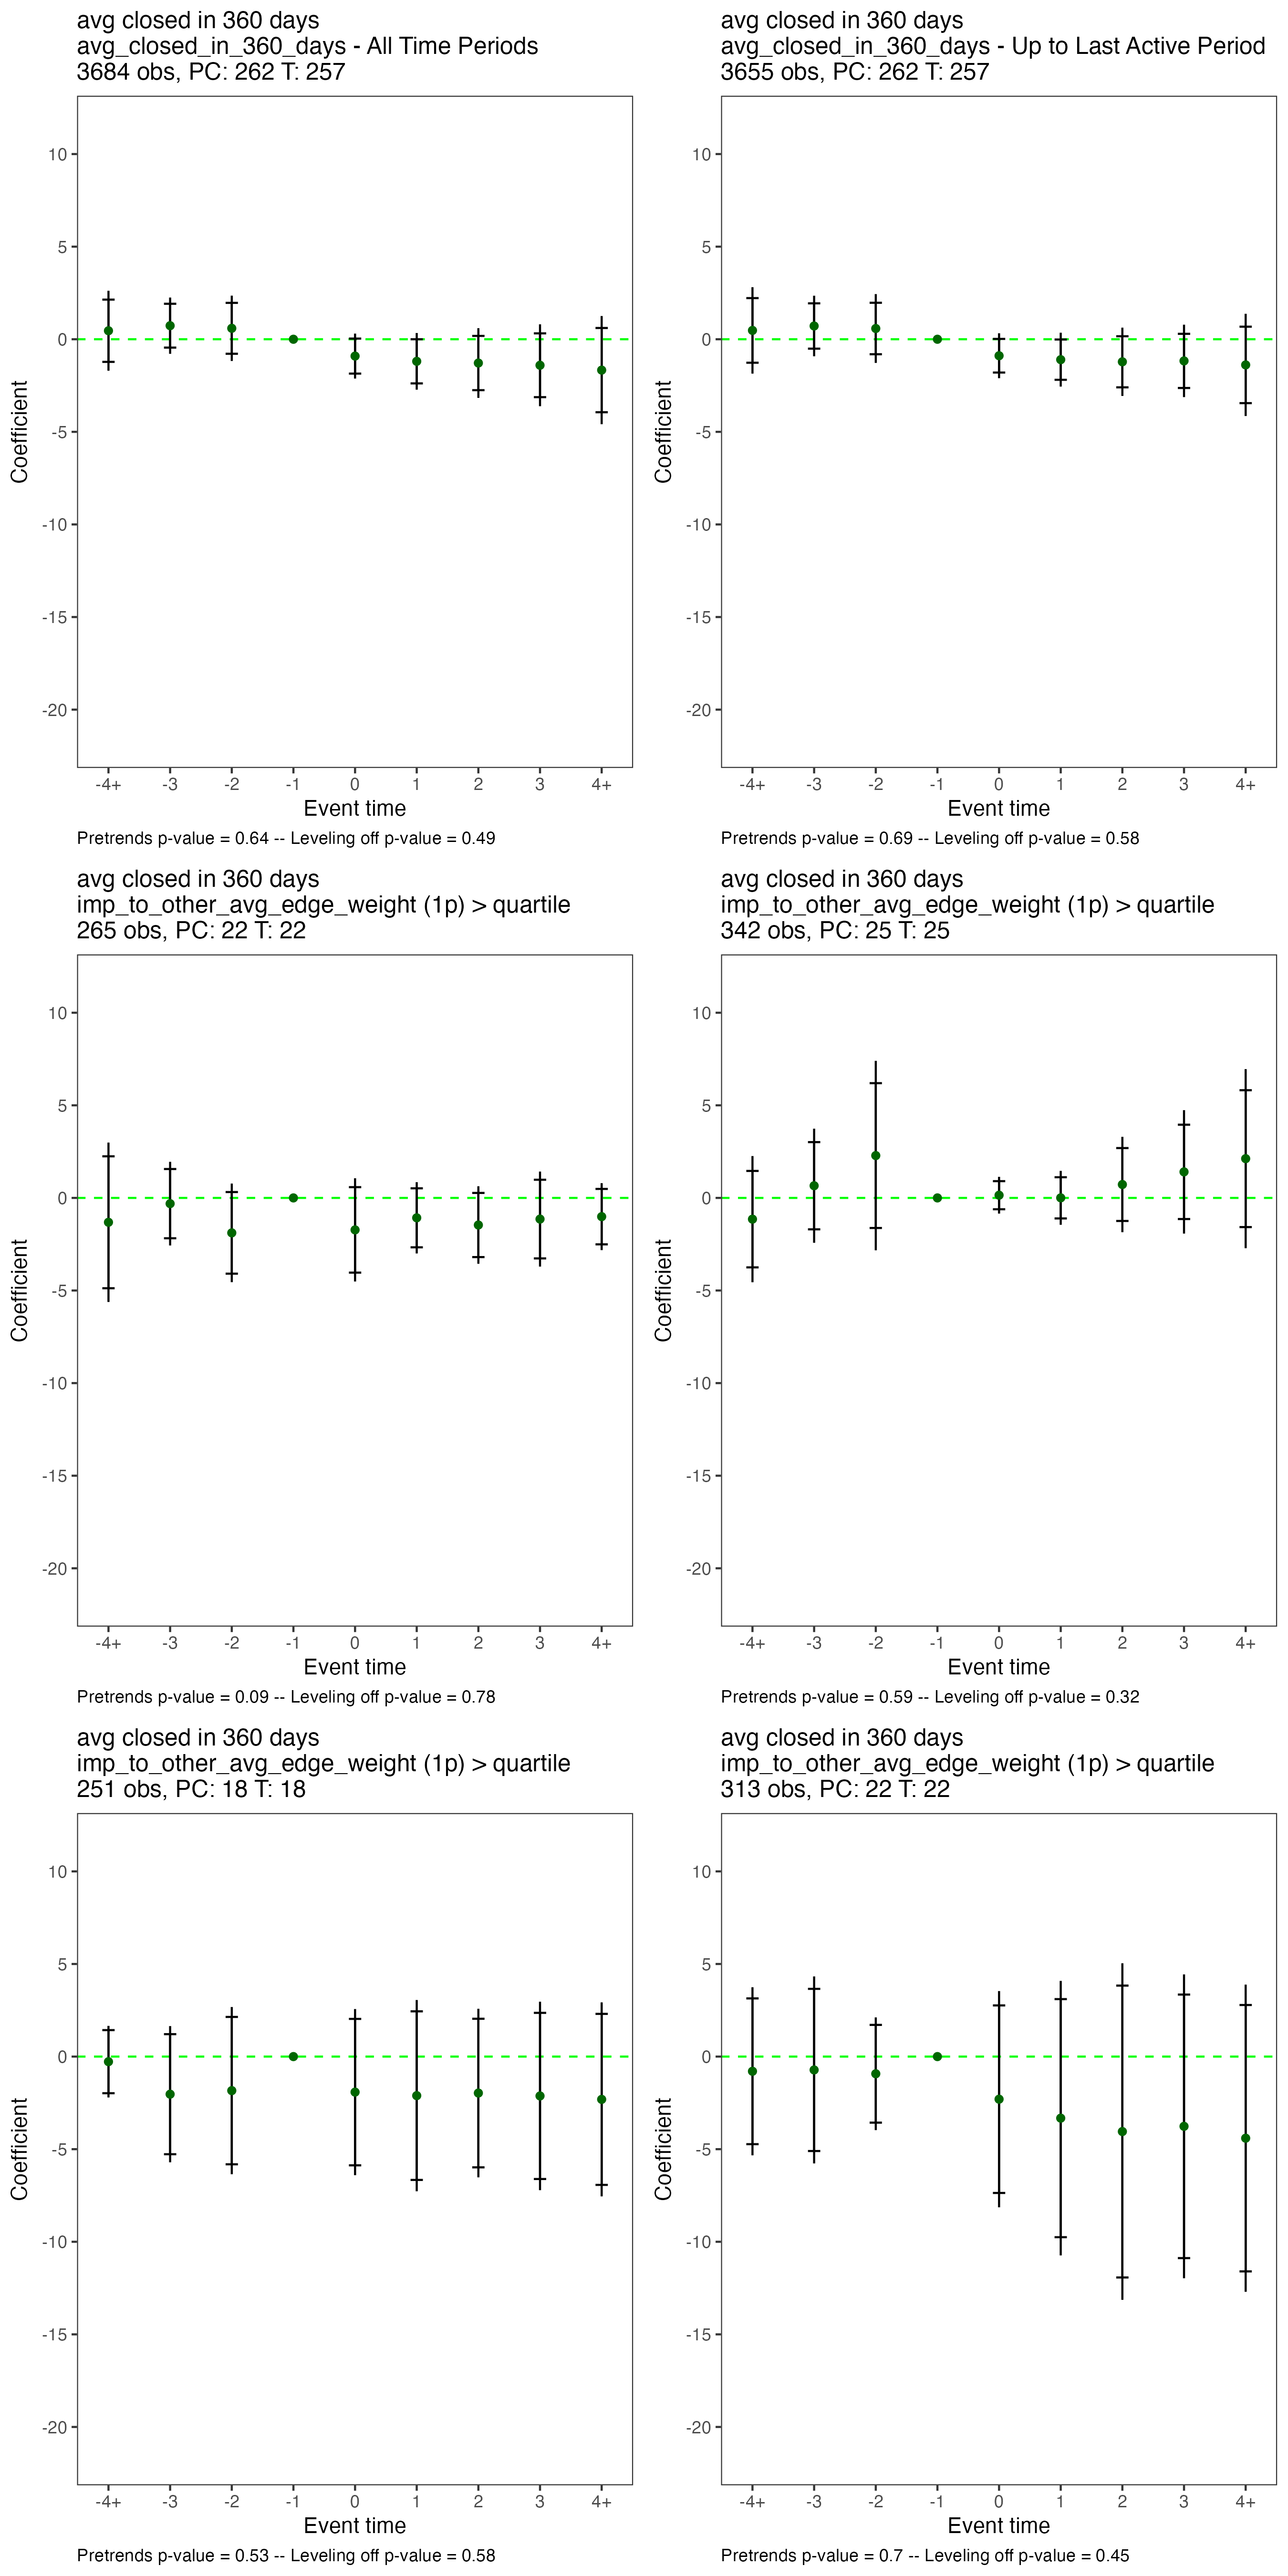 avg closed in 360 days
avg_closed_in_360_days - All Time Periods
3684 obs, PC: 262 T: 257
10
5
0
-5
-10
-15
-20
Coefficient
-4+ -3 -2 -1 0 1 2 3 4+
Event time
Pretrends p-value = 0.64 -- Leveling off p-value = 0.49
avg closed in 360 days
avg_closed_in_360_days - Up to Last Active Period
3655 obs, PC: 262 T: 257
10
5
0
-5
-10
-15
-20
Coefficient
-4+ -3 -2 -1 0 1 2 3 4+
Event time
Pretrends p-value = 0.69 -- Leveling off p-value = 0.58
avg closed in 360 days
imp_to_other_avg_edge_weight (1p) > quartile
265 obs, PC: 22 T: 22
10
5
0
-5
-10
-15
-20
Coefficient
-4+ -3 -2 -1 0 1 2 3 4+
Event time
Pretrends p-value = 0.09 -- Leveling off p-value = 0.78
avg closed in 360 days
imp_to_other_avg_edge_weight (1p) > quartile
342 obs, PC: 25 T: 25
10
5
0
-5
-10
-15
-20
Coefficient
-4+ -3 -2 -1 0 1 2 3 4+
Event time
Pretrends p-value = 0.59 -- Leveling off p-value = 0.32
avg closed in 360 days
imp_to_other_avg_edge_weight (1p) > quartile
251 obs, PC: 18 T: 18
10
5
0
-5
-10
-15
-20
Coefficient
-4+ -3 -2 -1 0 1 2 3 4+
Event time
Pretrends p-value = 0.53 -- Leveling off p-value = 0.58
avg closed in 360 days
imp_to_other_avg_edge_weight (1p) > quartile
313 obs, PC: 22 T: 22
10
5
0
-5
-10
-15
-20
Coefficient
-4+ -3 -2 -1 0 1 2 3 4+
Event time
Pretrends p-value = 0.7 -- Leveling off p-value = 0.45